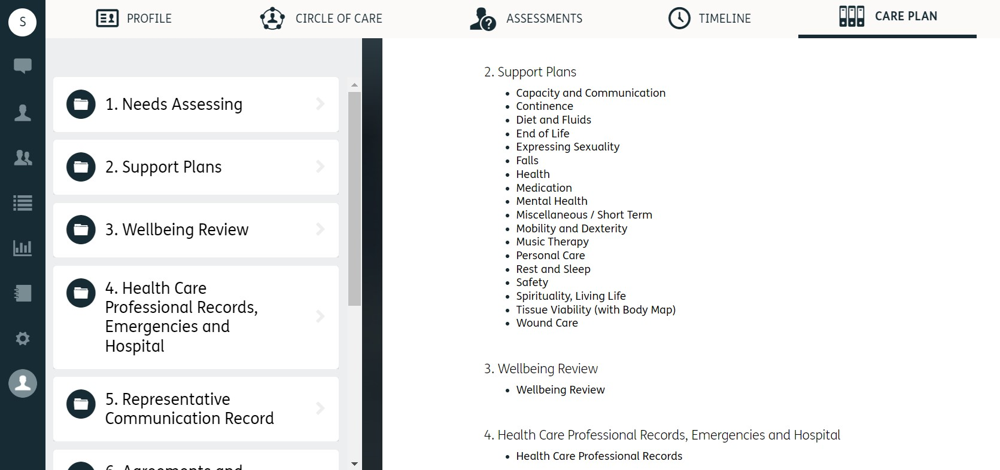 S
PROFILE
CIRCLE OF CARE
?
ASSESSMENTS
TIMELINE
CARE PLAN
1. Needs Assessing
2. Support Plans
3. Wellbeing Review
4. Health Care
Professional Records,
Emergencies and
Hospital
5. Representative
Communication Record
6. Agreements and
2. Support Plans
• Capacity and Communication
• Continence
• Diet and Fluids
• End of Life
• Expressing Sexuality
• Falls
• Health
• Medication
• Mental Health
• Miscellaneous / Short Term
• Mobility and Dexterity
• Music Therapy
• Personal Care
• Rest and Sleep
• Safety
• Spirituality, Living Life
• Tissue Viability (with Body Map)
• Wound Care
3. Wellbeing Review
• Wellbeing Review
4. Health Care Professional Records, Emergencies and Hospital
• Health Care Professional Records